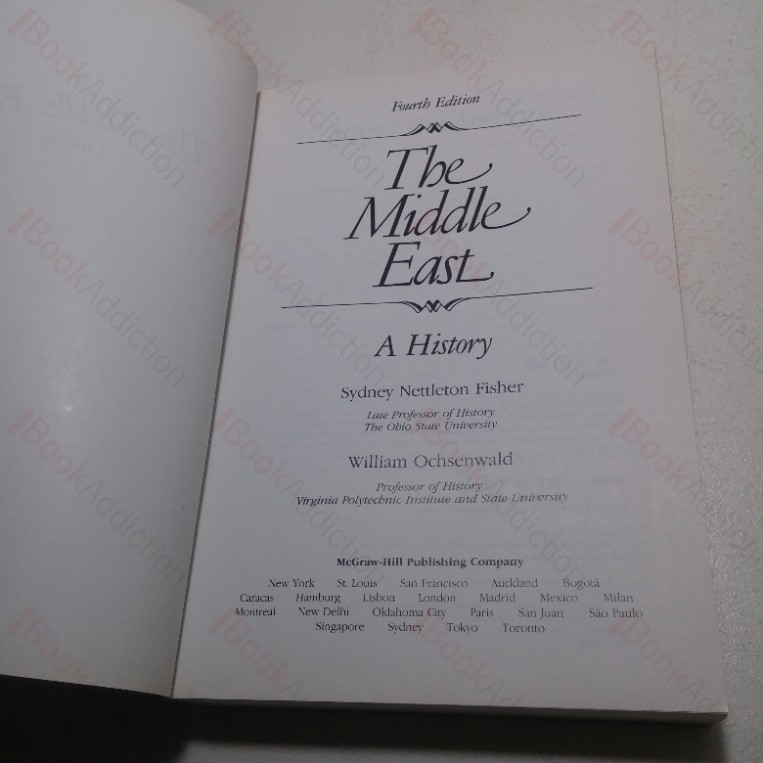 Fourth Edition
The
Middle
East
A History
Sydney Nettleton Fisher
Late Professor of History
The Ohio State University
William Ochsenwald
Professor of History
Virginia Polytechnic Institute and State University
McGraw-Hill Publishing Company
New York St. Louis San Francisco Auckland Bogotá
Caracas Hamburg Lisbon London Madrid Mexico Milan
Montreal New Delhi Oklahoma City Paris San Juan São Paulo
Singapore Sydney Tokyo Toronto
BookAddiction